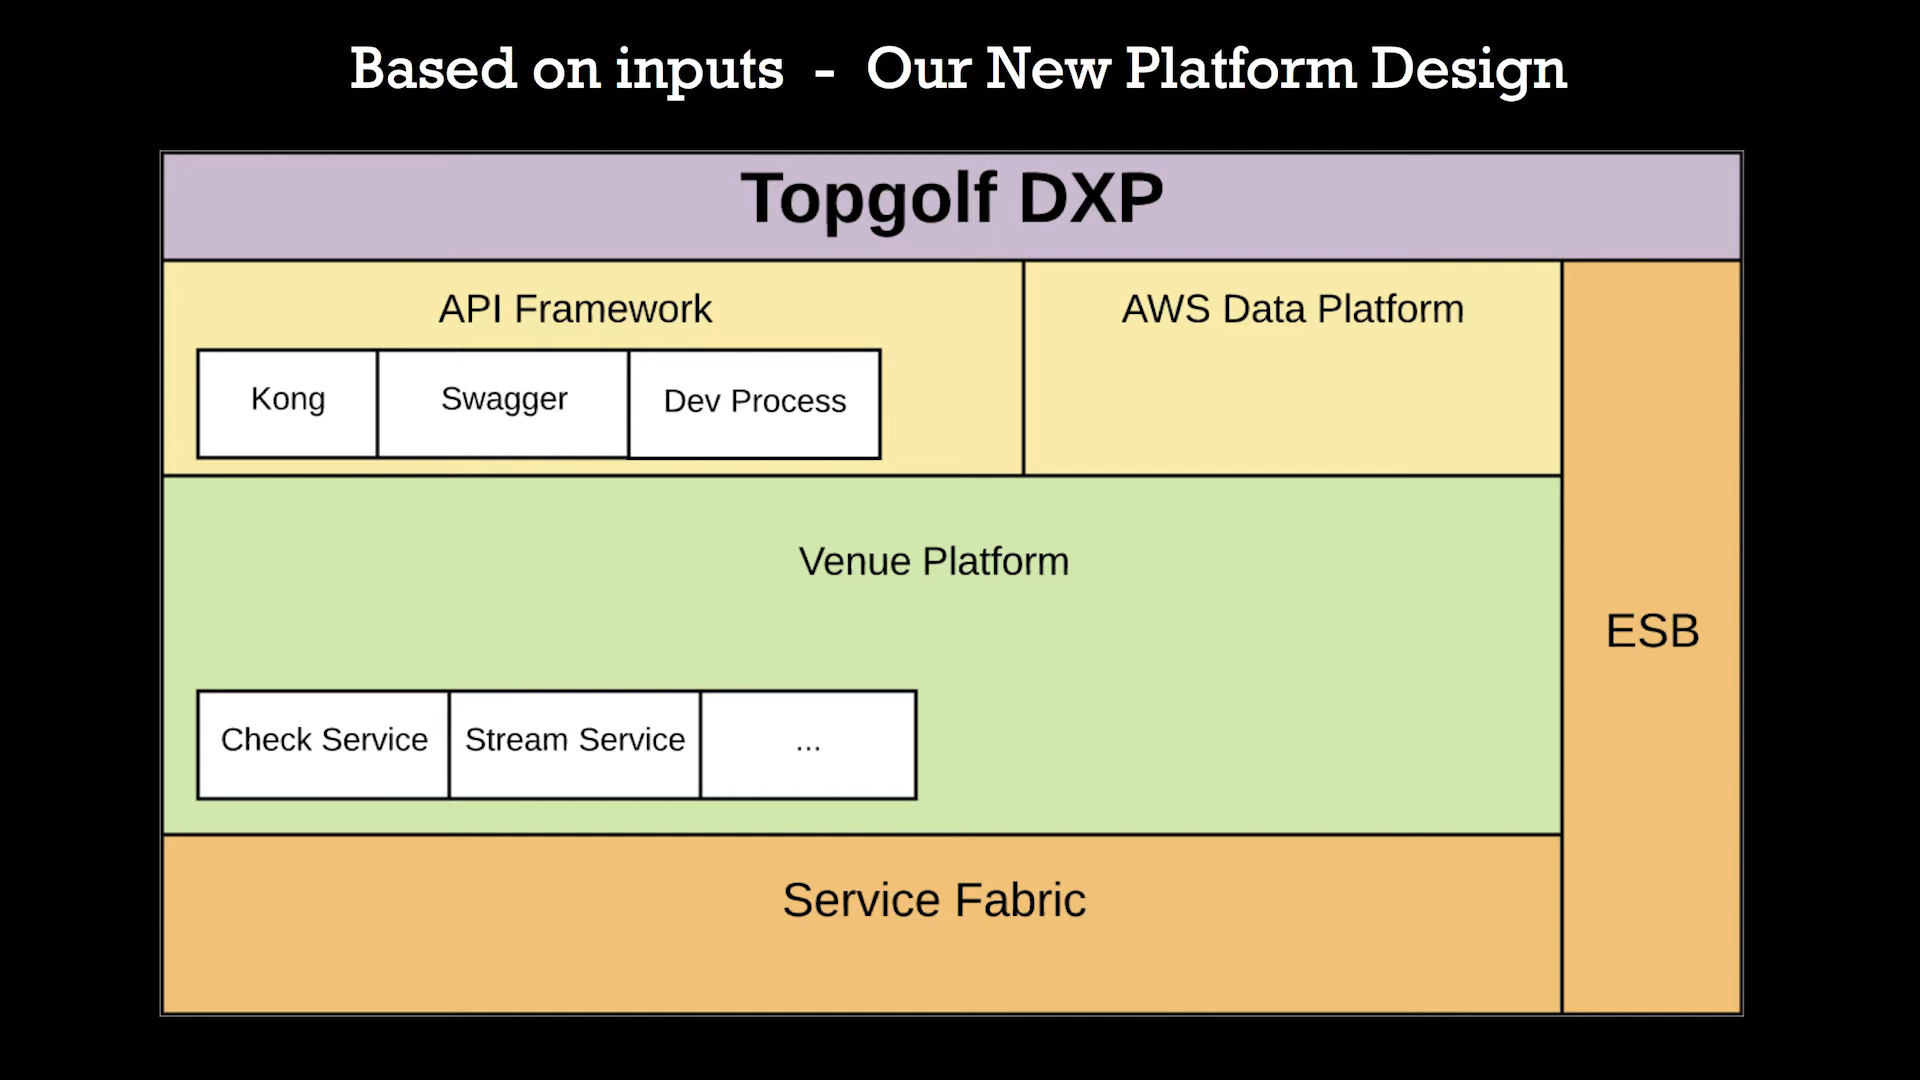 Based on inputs - Our New Platform Design
Topgolf DXP
API Framework
AWS Data Platform
Kong
Swagger
Dev Process
Venue Platform
ESB
Check Service
Stream Service
...
Service Fabric